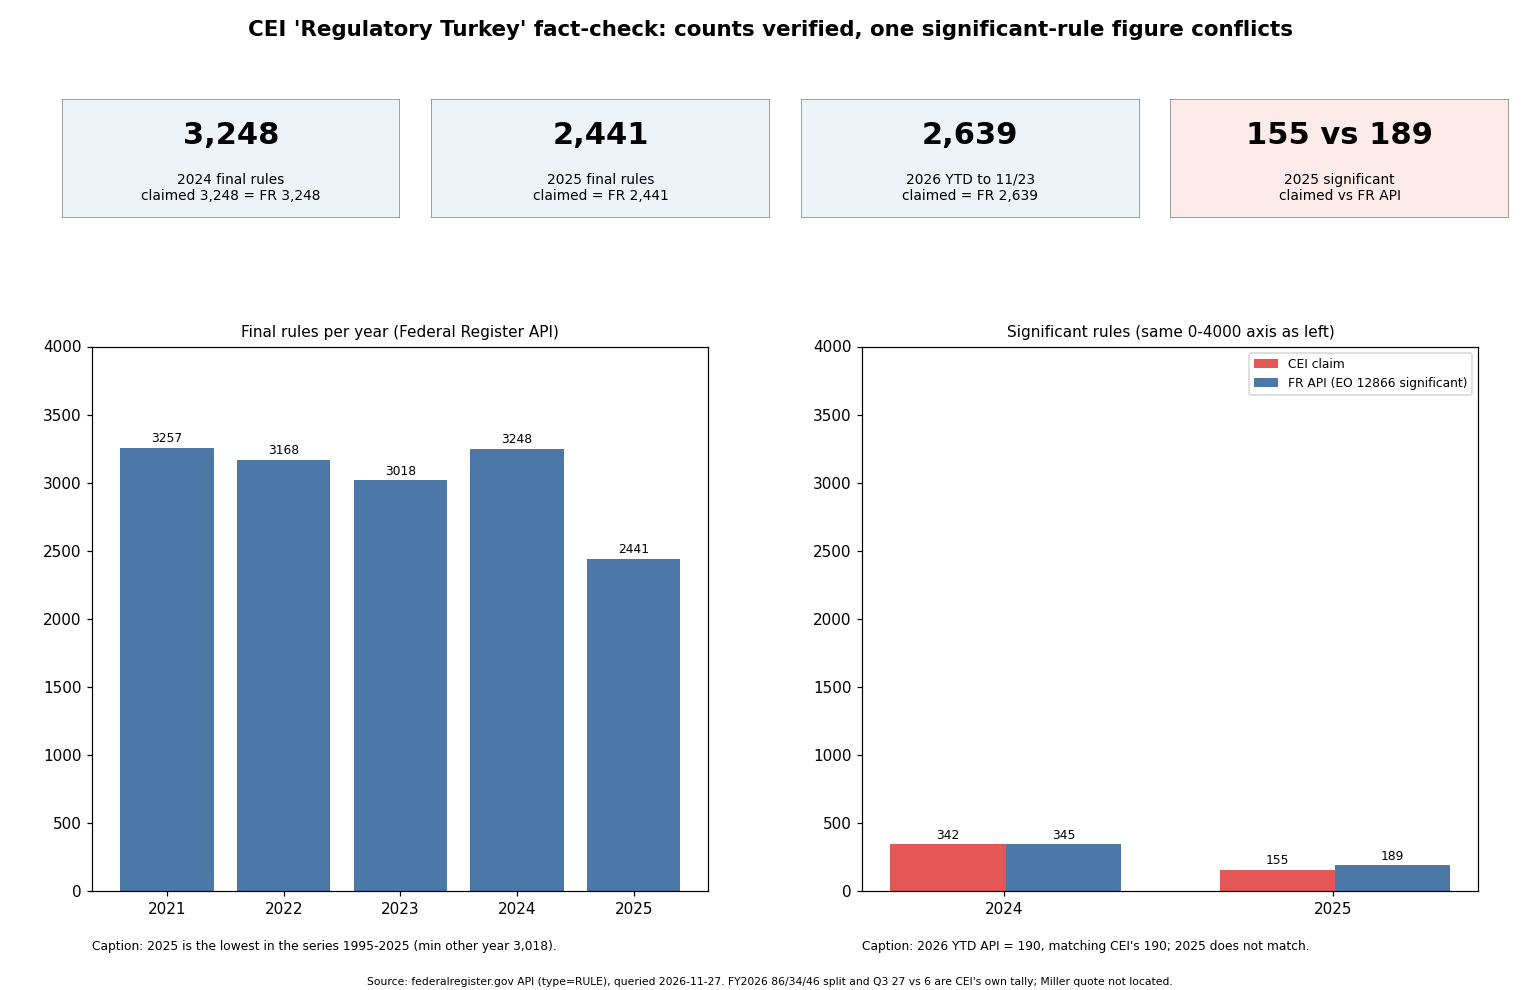 CEI 'Regulatory Turkey' fact-check: counts verified, one significant-rule figure conflicts
3,248
2024 final rules
claimed 3,248 = FR 3,248
2,441
2025 final rules
claimed = FR 2,441
2,639
2026 YTD to 11/23
claimed = FR 2,639
155 vs 189
2025 significant
claimed vs FR API
Final rules per year (Federal Register API)
4000
3500
3000
2500
2000
1500
1000
500
0
3257
3168
3018
3248
2441
2021
2022
2023
2024
2025
Caption: 2025 is the lowest in the series 1995-2025 (min other year 3,018).
Significant rules (same 0-4000 axis as left)
4000
3500
3000
2500
2000
1500
1000
500
0
CEI claim
FR API (EO 12866 significant)
342
345
155
189
2024
2025
Caption: 2026 YTD API = 190, matching CEI's 190; 2025 does not match.
Source: federalregister.gov API (type=RULE), queried 2026-11-27. FY2026 86/34/46 split and Q3 27 vs 6 are CEI's own tally; Miller quote not located.